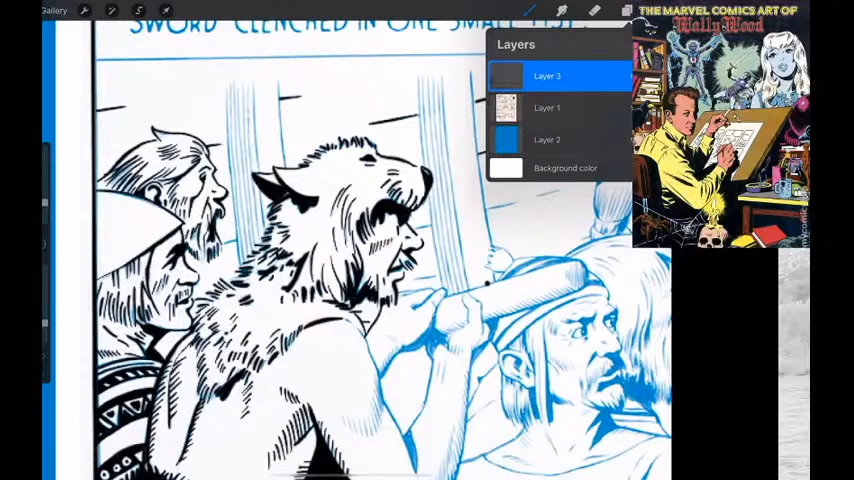 Gallery
SWORD CLENCHED IN ONE SMALL FIST
Layers
Layer 3
Layer 1
Layer 2
Background color
THE MARVEL COMICS ART OF
Wally Wood